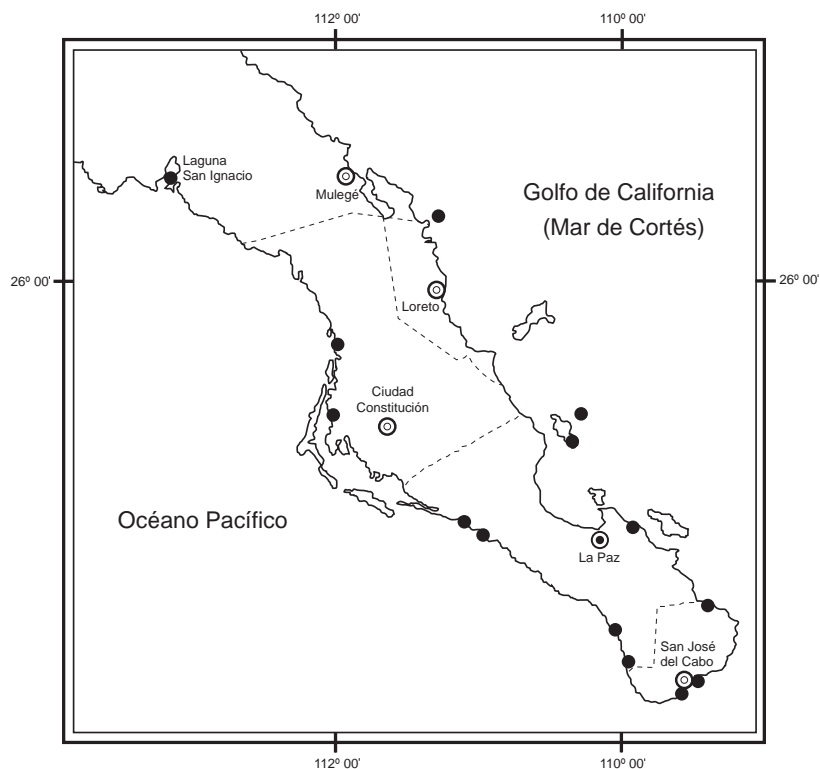 112º 00'
110º 00'
Laguna
San Ignacio
Mulegé
Golfo de California
(Mar de Cortés)
26º 00'
26º 00'
Loreto
Ciudad
Constitución
Océano Pacífico
La Paz
San José
del Cabo
112º 00'
110º 00'